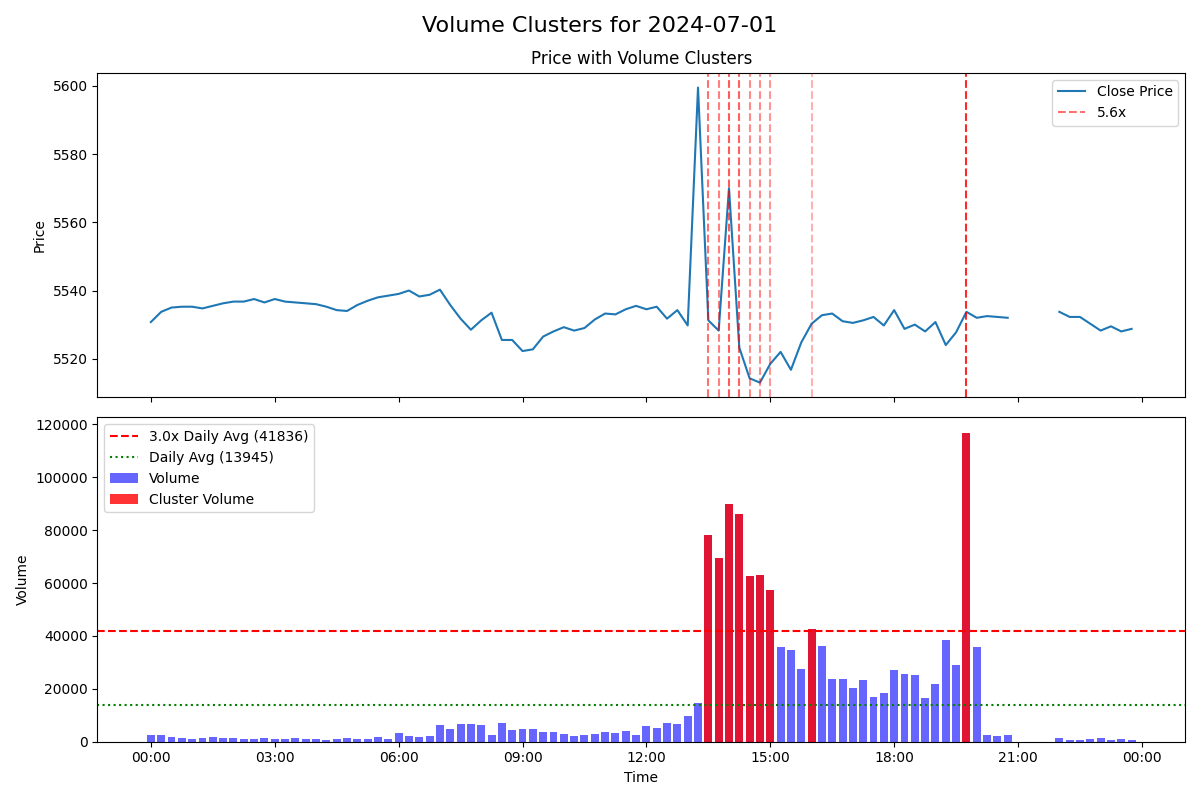 Volume Clusters for 2024-07-01
Price with Volume Clusters
5600
5580
5560
5540
5520
Price
Close Price
5.6x
120000
100000
80000
60000
40000
20000
0
Volume
3.0x Daily Avg (41836)
Daily Avg (13945)
Volume
Cluster Volume
00:00 03:00 06:00 09:00 12:00 15:00 18:00 21:00 00:00
Time